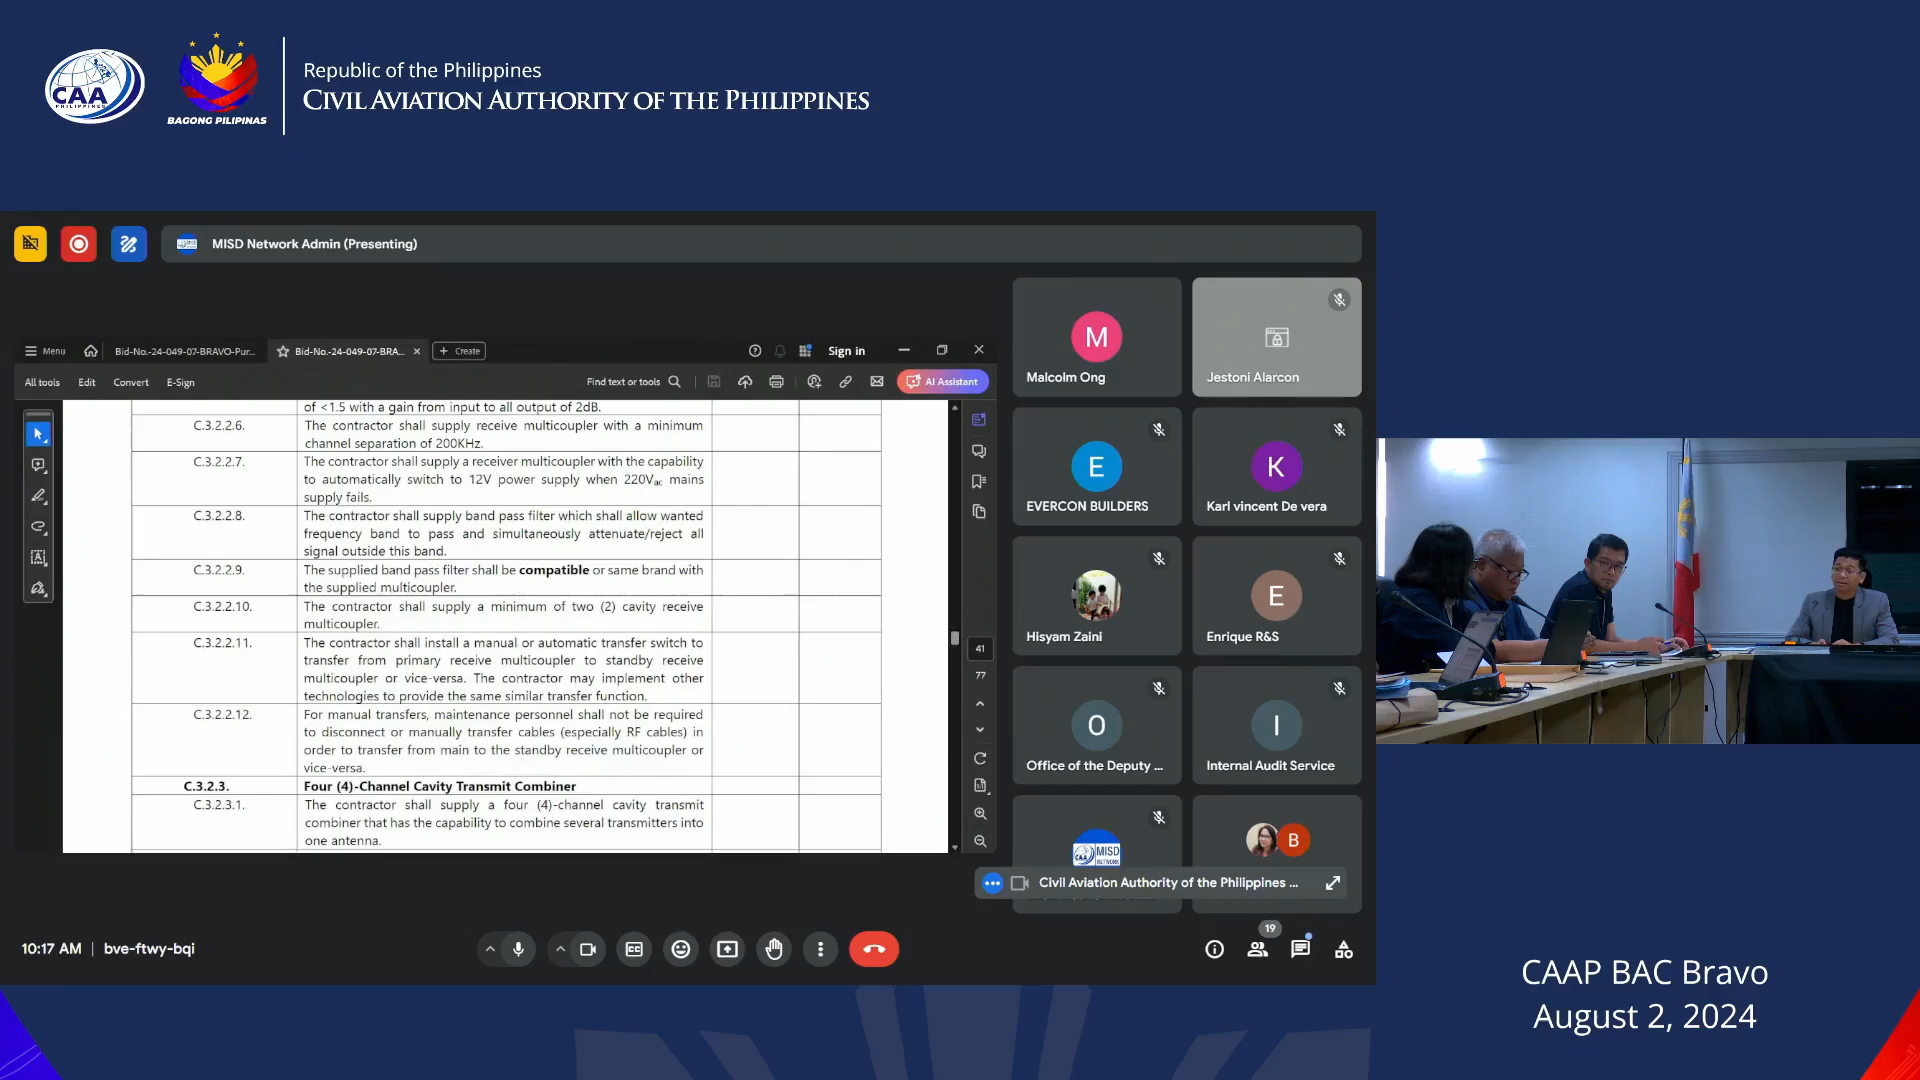 CAA
PHILIPPINES
BAGONG PILIPINAS
Republic of the Philippines
CIVIL AVIATION AUTHORITY OF THE PHILIPPINES
MISD Network Admin (Presenting)
Menu
Bid-No.-24-049-07-BRAVO-Pur...
Bid-No.-24-049-07-BRA...
Create
Sign in
All tools
Edit
Convert
E-Sign
Find text or tools
AI Assistant
of <1.5 with a gain from input to all output of 2dB.
C.3.2.2.6. The contractor shall supply receive multicoupler with a minimum
channel separation of 200KHz.
C.3.2.2.7. The contractor shall supply a receiver multicoupler with the capability
to automatically switch to 12V power supply when 220Vac mains
supply fails.
C.3.2.2.8. The contractor shall supply band pass filter which shall allow wanted
frequency band to pass and simultaneously attenuate/reject all
signal outside this band.
C.3.2.2.9. The supplied band pass filter shall be compatible or same brand with
the supplied multicoupler.
C.3.2.2.10. The contractor shall supply a minimum of two (2) cavity receive
multicoupler.
C.3.2.2.11. The contractor shall install a manual or automatic transfer switch to
transfer from primary receive multicoupler to standby receive
multicoupler or vice-versa. The contractor may implement other
technologies to provide the same similar transfer function.
C.3.2.2.12. For manual transfers, maintenance personnel shall not be required
to disconnect or manually transfer cables (especially RF cables) in
order to transfer from main to the standby receive multicoupler or
vice-versa.
C.3.2.3. Four (4)-Channel Cavity Transmit Combiner
C.3.2.3.1. The contractor shall supply a four (4)-channel cavity transmit
combiner that has the capability to combine several transmitters into
one antenna.
41
77
M
Malcolm Ong
Jestoni Alarcon
E
EVERCON BUILDERS
K
Karl vincent De vera
Hisyam Zaini
E
Enrique R&S
O
Office of the Deputy ...
I
Internal Audit Service
CAA MISD
NETWORK
B
Civil Aviation Authority of the Philippines ...
10:17 AM | bve-ftwy-bqi
CC
19
CAAP BAC Bravo
August 2, 2024